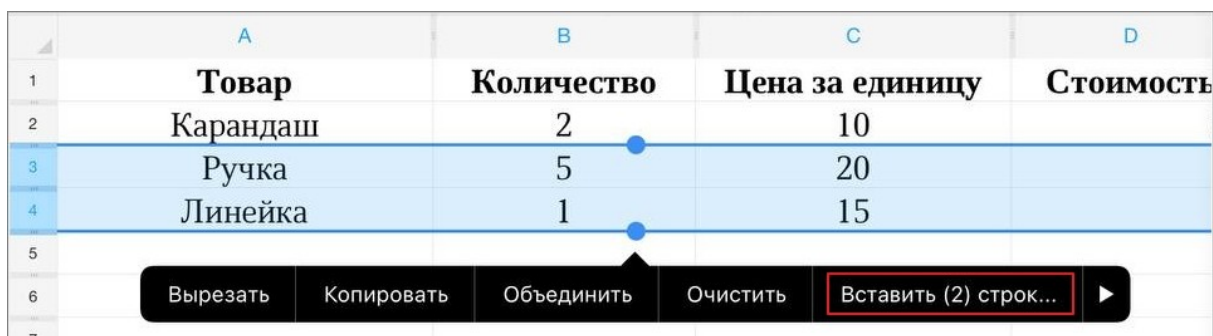 A B C D
1 Товар Количество Цена за единицу Стоимость
2 Карандаш 2 10
3 Ручка 5 20
4 Линейка 1 15
5
6 Вырезать Копировать Объединить Очистить Вставить (2) строк...